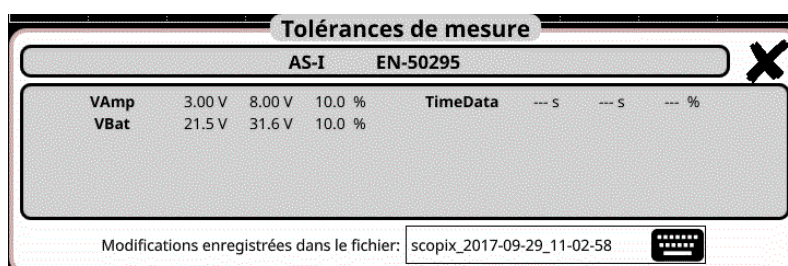 Tolérances de mesure
AS-I EN-50295
VAmp 3.00 V 8.00 V 10.0 % TimeData --- s --- s --- %
VBat 21.5 V 31.6 V 10.0 %
Modifications enregistrées dans le fichier: scopix_2017-09-29_11-02-58